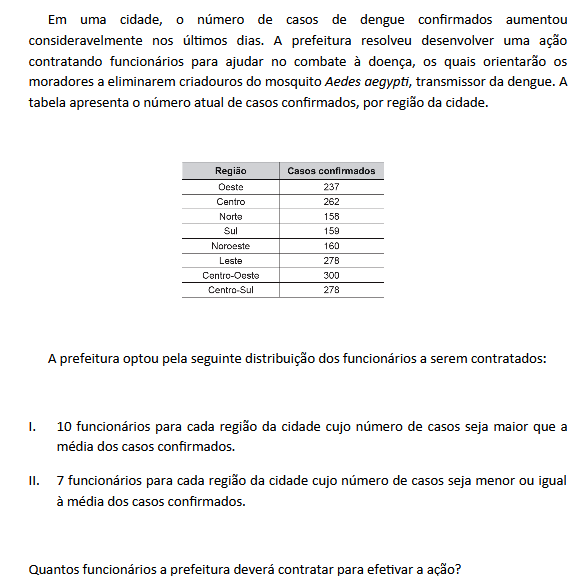 Em uma cidade, o número de casos de dengue confirmados aumentou
consideravelmente nos últimos dias. A prefeitura resolveu desenvolver uma ação
contratando funcionários para ajudar no combate à doença, os quais orientarão os
moradores a eliminarem criadouros do mosquito Aedes aegypti, transmissor da dengue. A
tabela apresenta o número atual de casos confirmados, por região da cidade.
Região Casos confirmados
Oeste 237
Centro 262
Norte 158
Sul 159
Noroeste 160
Leste 278
Centro-Oeste 300
Centro-Sul 278
A prefeitura optou pela seguinte distribuição dos funcionários a serem contratados:
I. 10 funcionários para cada região da cidade cujo número de casos seja maior que a
média dos casos confirmados.
II. 7 funcionários para cada região da cidade cujo número de casos seja menor ou igual
à média dos casos confirmados.
Quantos funcionários a prefeitura deverá contratar para efetivar a ação?